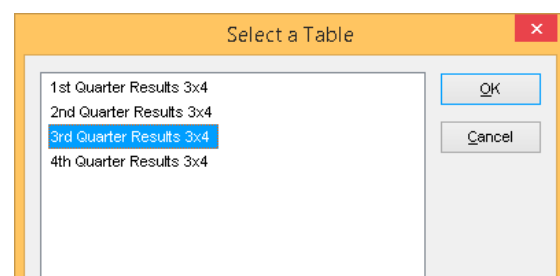 Select a Table
1st Quarter Results 3x4
2nd Quarter Results 3x4
3rd Quarter Results 3x4
4th Quarter Results 3x4
OK
Cancel